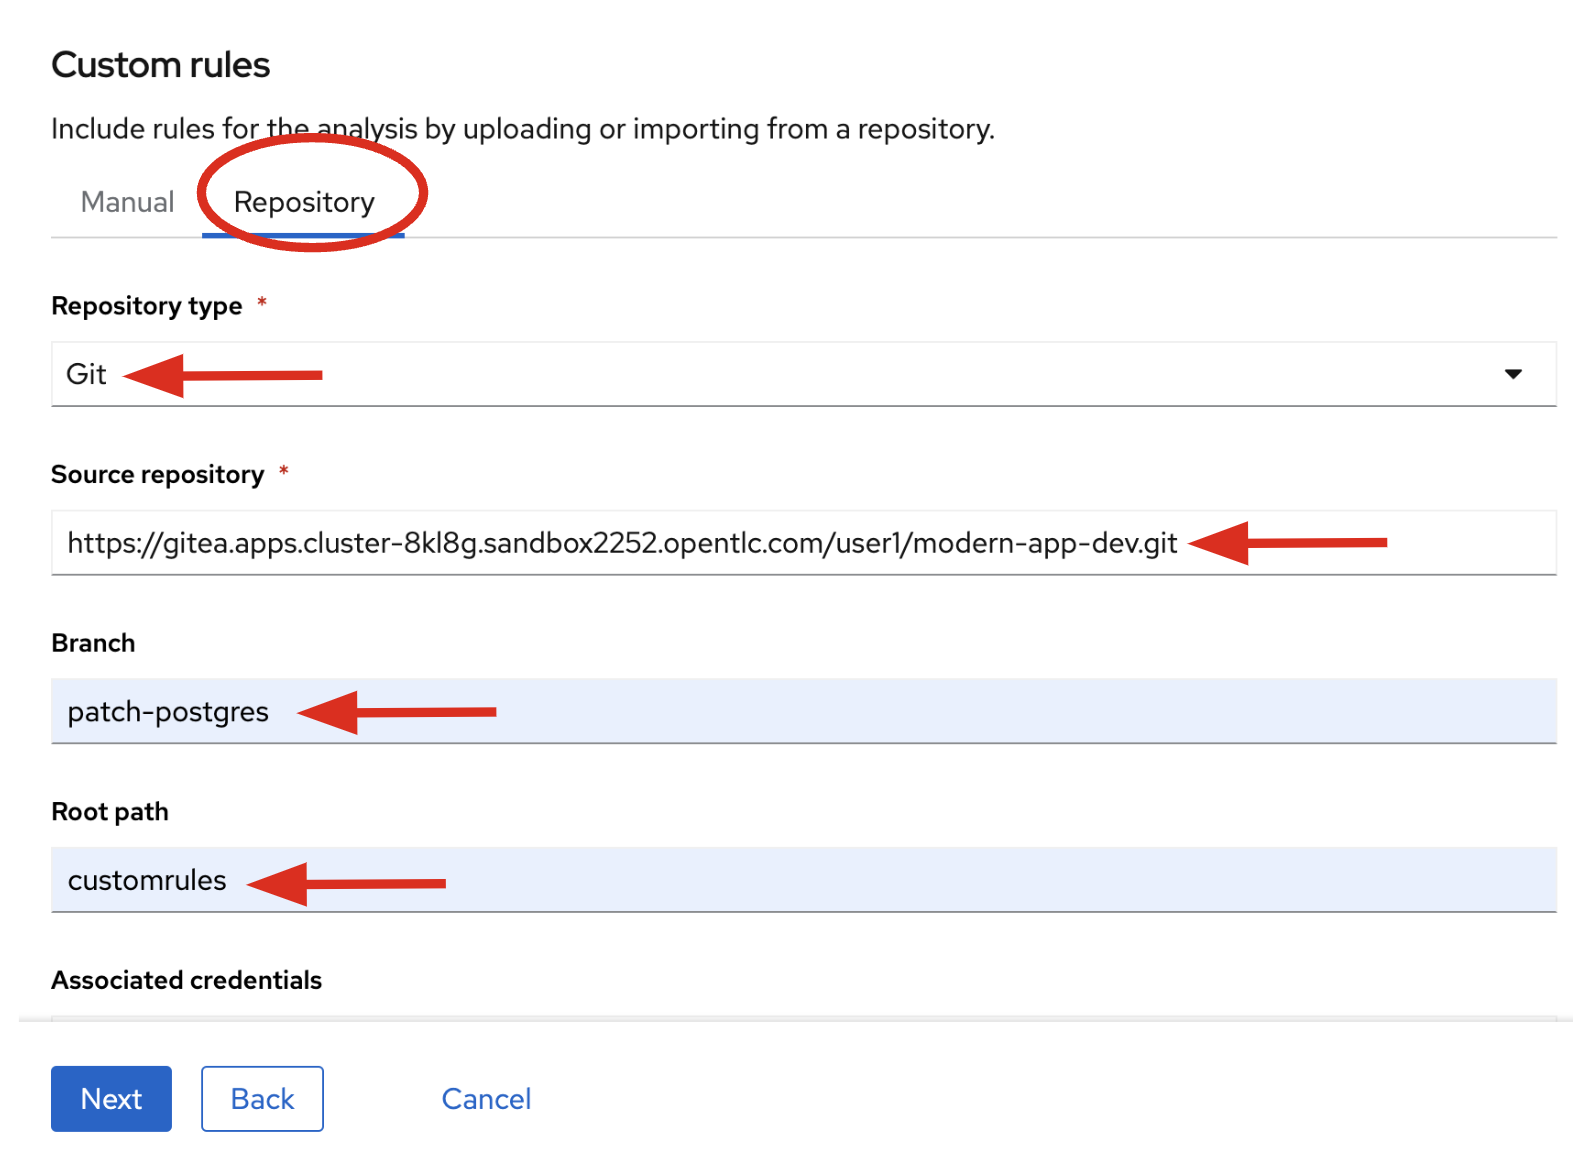 Custom rules
Include rules for the analysis by uploading or importing from a repository.
Manual Repository
Repository type *
Git
Source repository *
https://gitea.apps.cluster-8kl8g.sandbox2252.opentlc.com/user1/modern-app-dev.git
Branch
patch-postgres
Root path
customrules
Associated credentials
Next Back Cancel